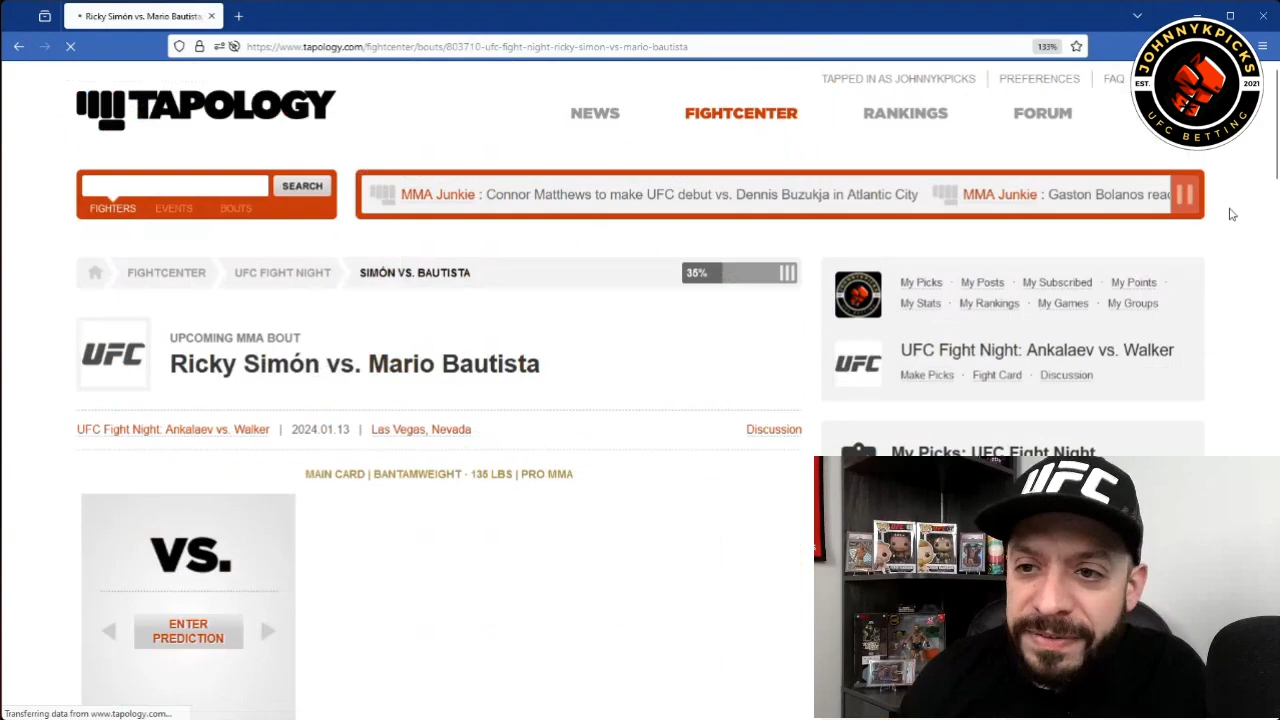 Ricky Simón vs. Mario Bautista
https://www.tapology.com/fightcenter/bouts/803710-ufc-fight-night-ricky-simon-vs-mario-bautista
133%
JOHNNYKPICKS
EST. 2021
UFC BETTING
TAPPED IN AS JOHNNYKPICKS
PREFERENCES
FAQ
TAPOLOGY
NEWS
FIGHTCENTER
RANKINGS
FORUM
SEARCH
FIGHTERS EVENTS BOUTS
MMA Junkie : Connor Matthews to make UFC debut vs. Dennis Buzukja in Atlantic City
MMA Junkie : Gaston Bolanos reac
FIGHTCENTER UFC FIGHT NIGHT SIMÓN VS. BAUTISTA
35%
My Picks · My Posts · My Subscribed · My Points ·
My Stats · My Rankings · My Games · My Groups
UFC
UPCOMING MMA BOUT
Ricky Simón vs. Mario Bautista
UFC
UFC Fight Night: Ankalaev vs. Walker
Make Picks · Fight Card · Discussion
UFC Fight Night: Ankalaev vs. Walker | 2024.01.13 | Las Vegas, Nevada
Discussion
My Picks: UFC Fight Night
MAIN CARD | BANTAMWEIGHT · 135 LBS | PRO MMA
VS.
ENTER
PREDICTION
UFC
Transferring data from www.tapology.com…